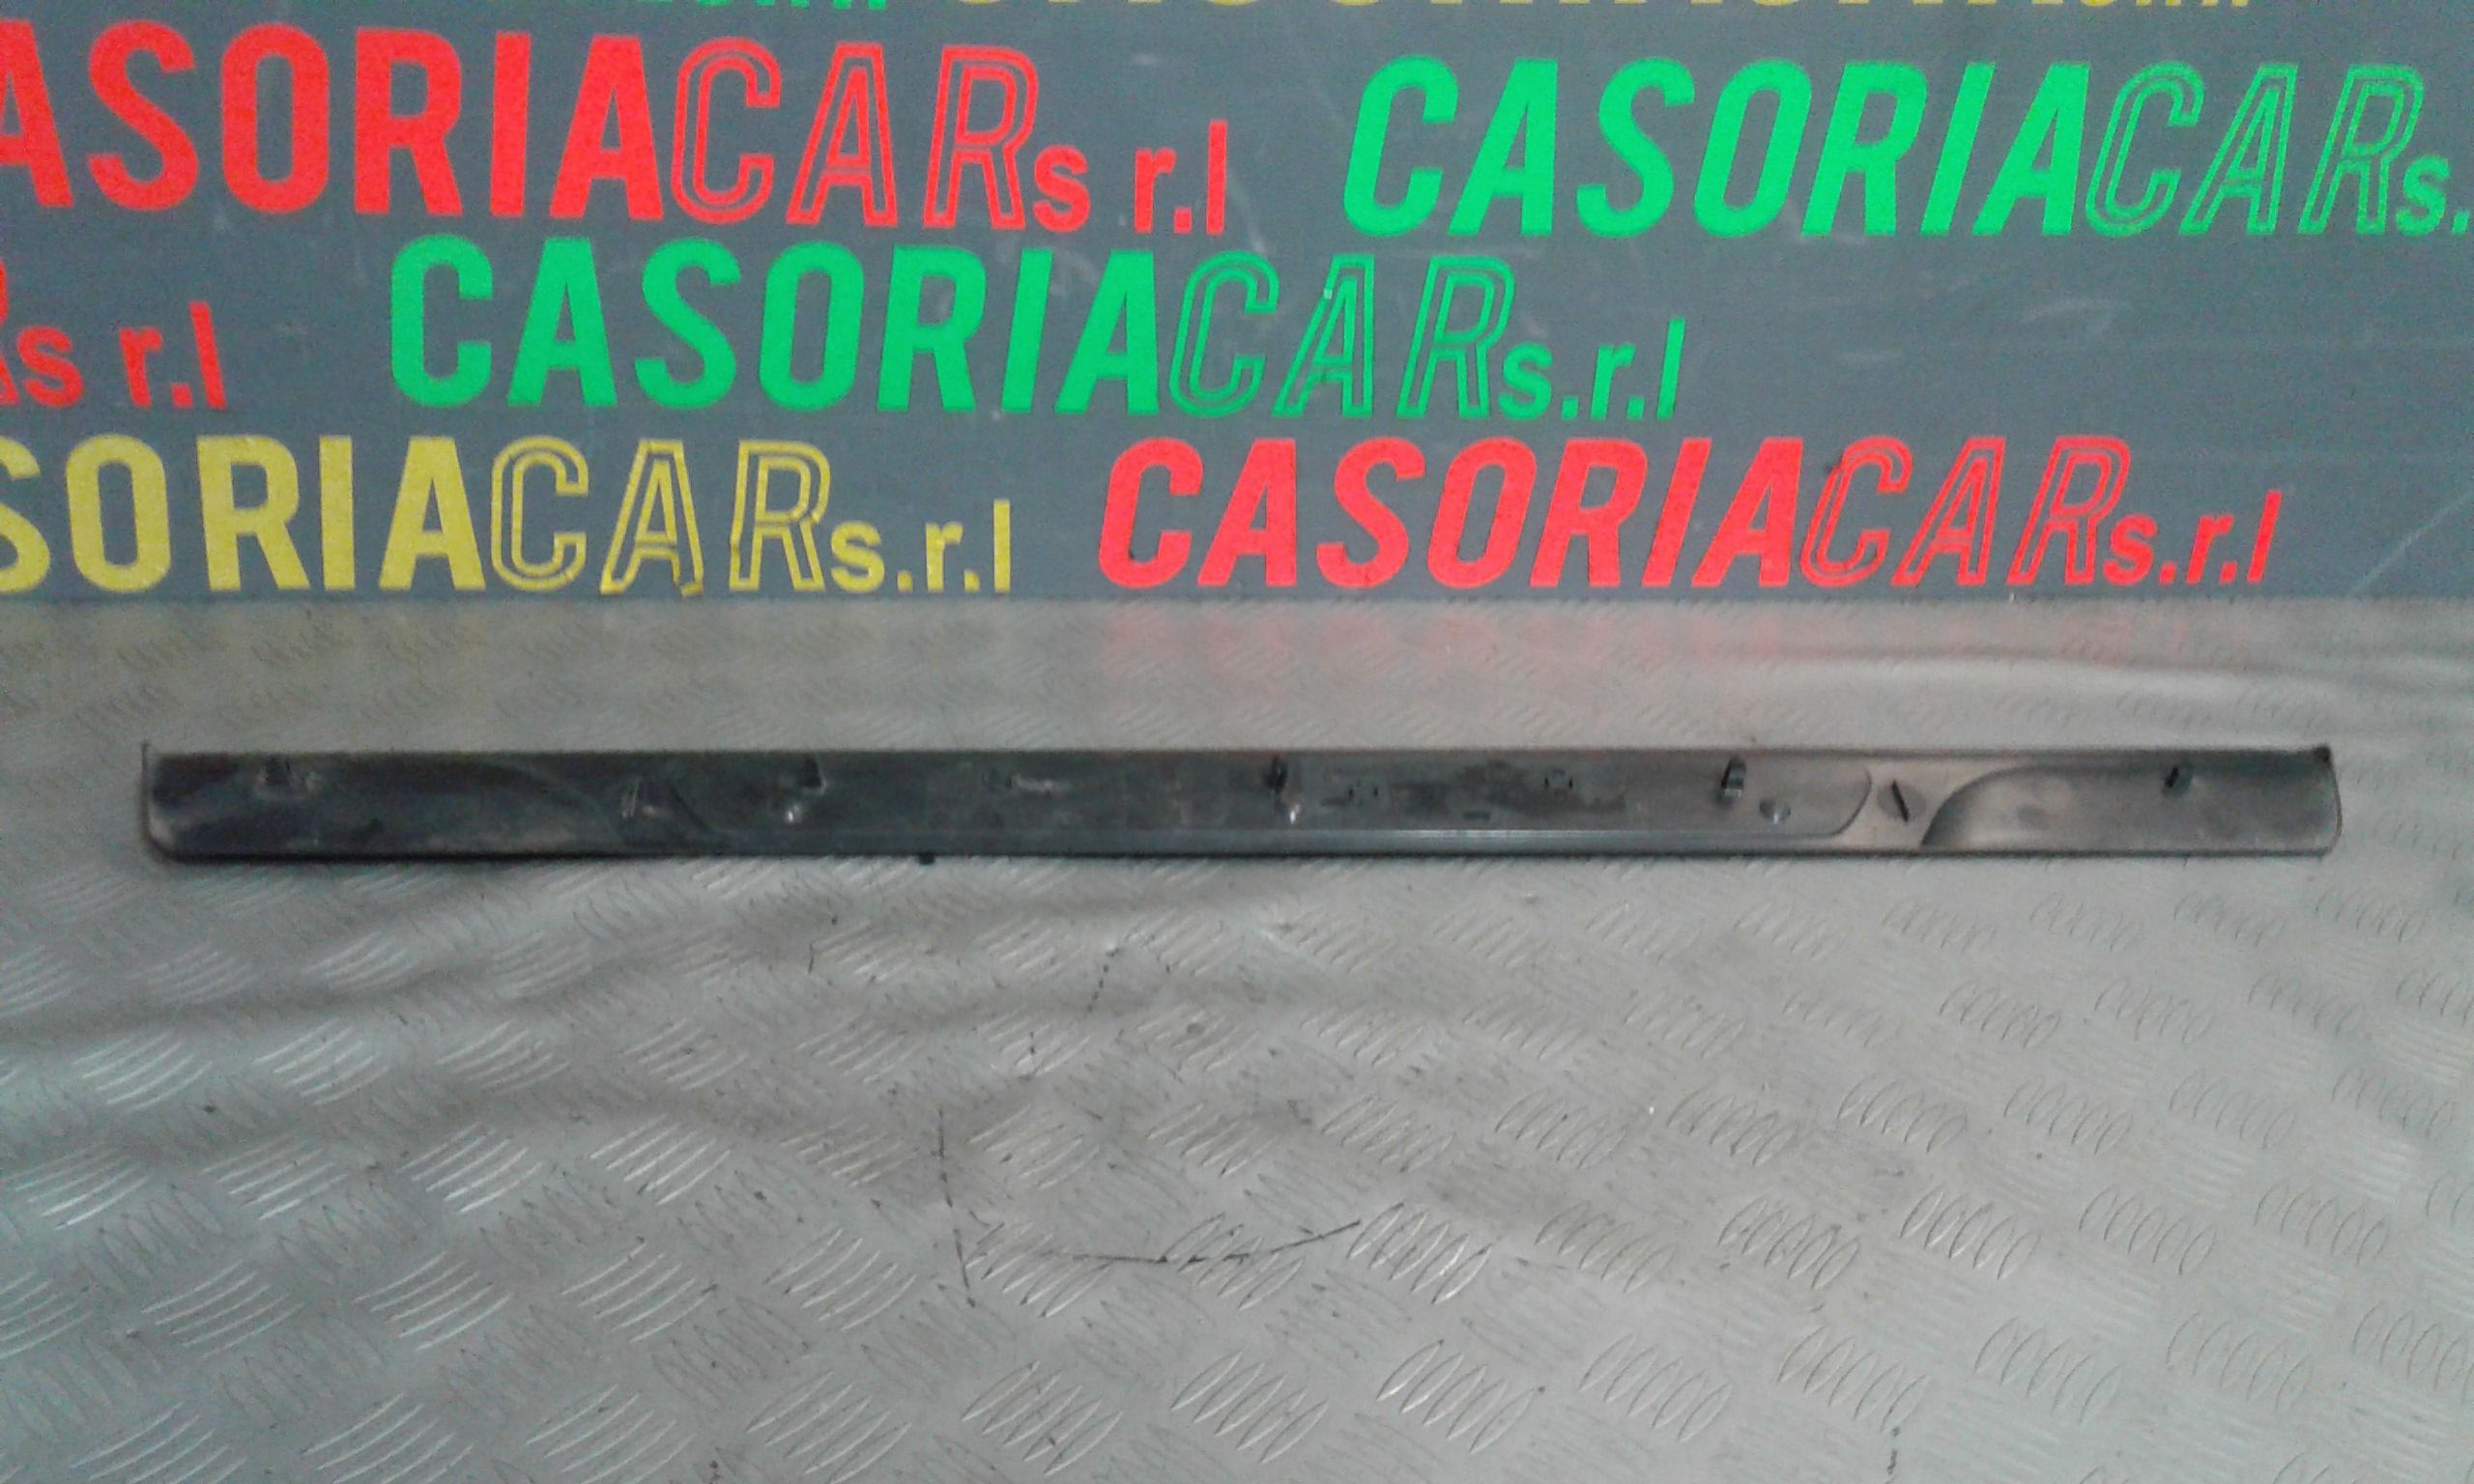 ASORIACARs r.l CASORIACARs.
s r.l CASORIACARs.r.l
SORIACARs.r.l CASORIACARs.r.l